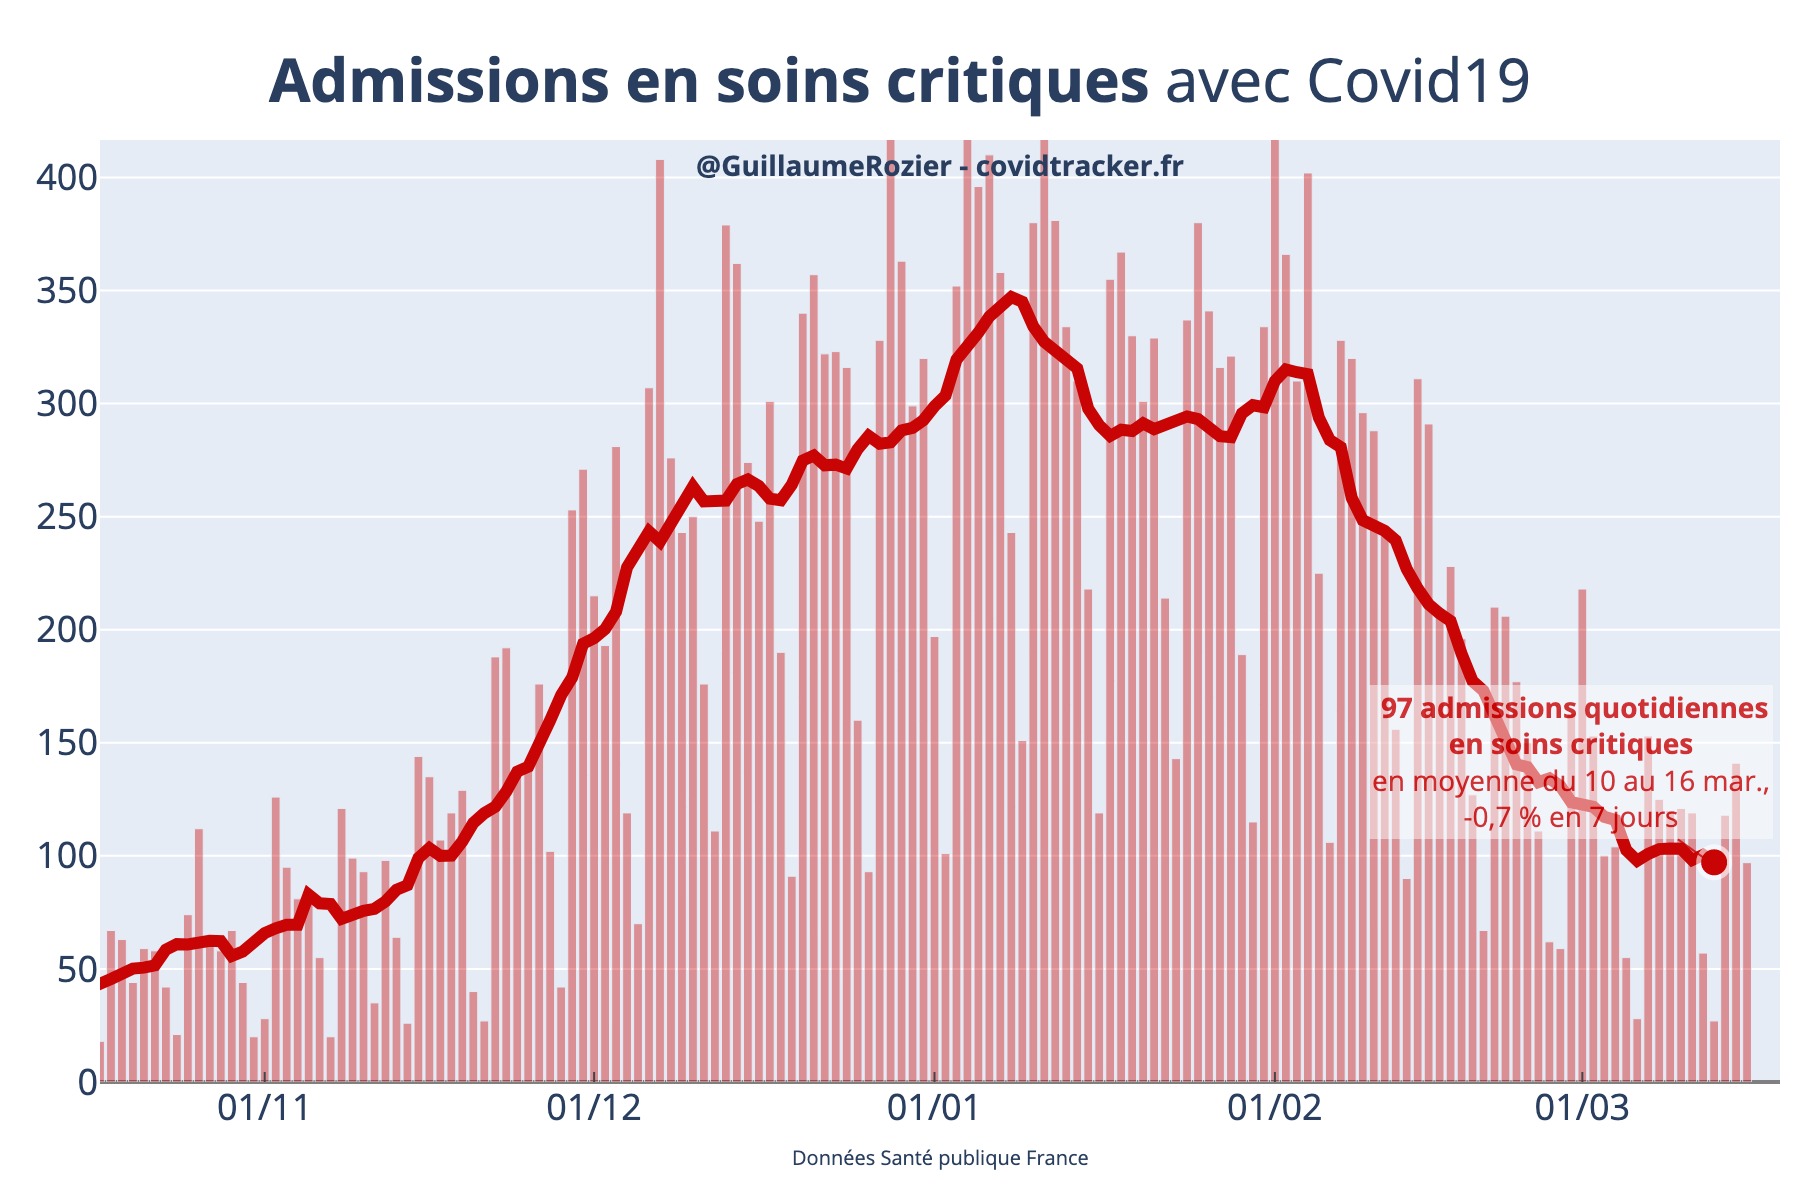 Admissions en soins critiques avec Covid19
@GuillaumeRozier - covidtracker.fr
400
350
300
250
200
150
100
50
0
97 admissions quotidiennes
en soins critiques
en moyenne du 10 au 16 mar.,
-0,7 % en 7 jours
01/11
01/12
01/01
01/02
01/03
Données Santé publique France